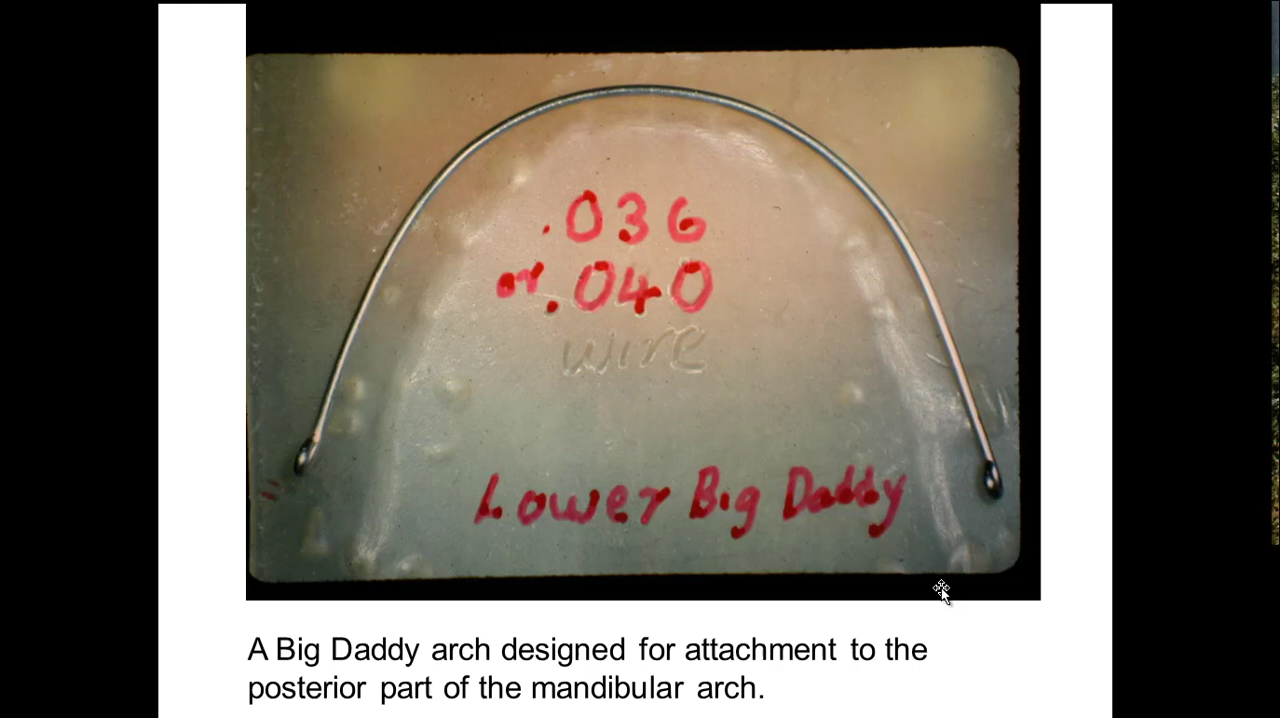 .036
or .040
wire
Lower Big Daddy
A Big Daddy arch designed for attachment to the
posterior part of the mandibular arch.